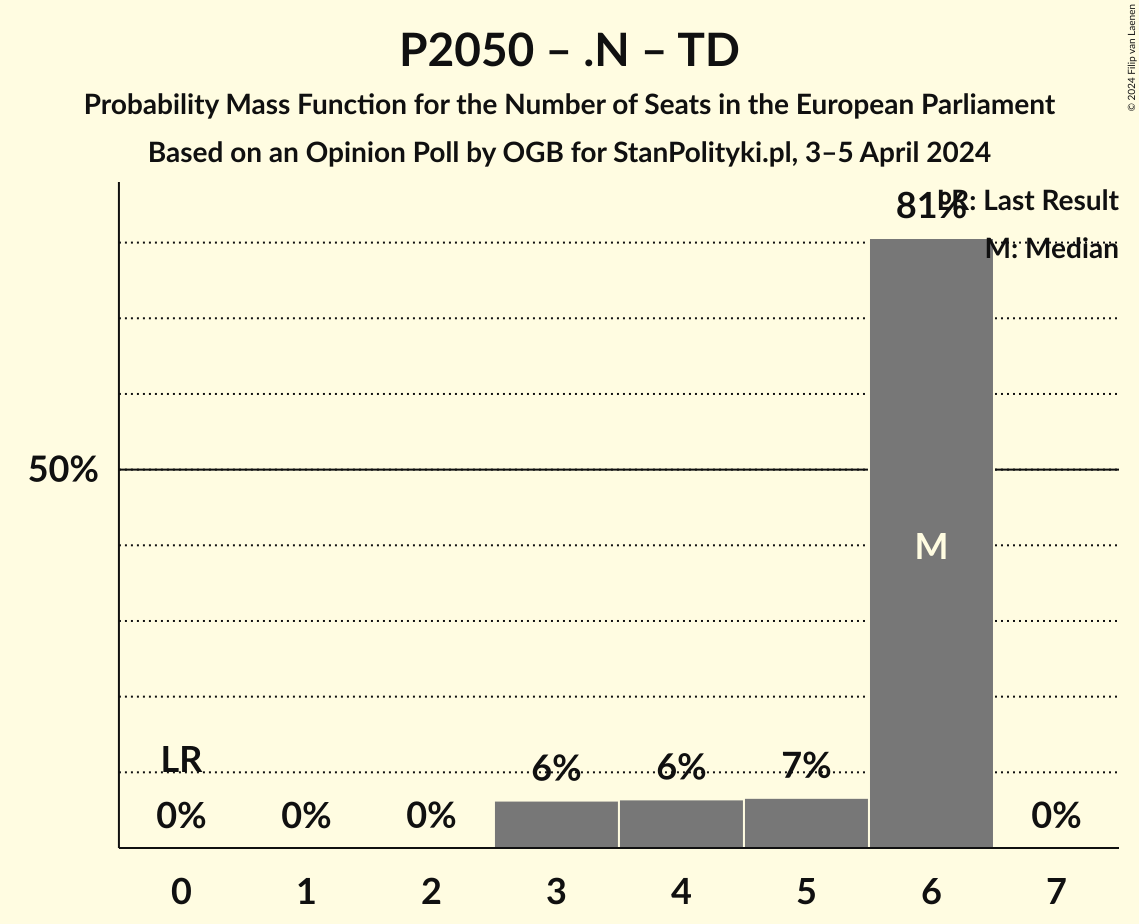 P2050 – .N – TD
Probability Mass Function for the Number of Seats in the European Parliament
Based on an Opinion Poll by OGB for StanPolityki.pl, 3–5 April 2024
© 2024 Filip van Laenen
LR: Last Result
M: Median
81%
50%
M
LR
0%
0%
0%
6%
6%
7%
0%
0 1 2 3 4 5 6 7